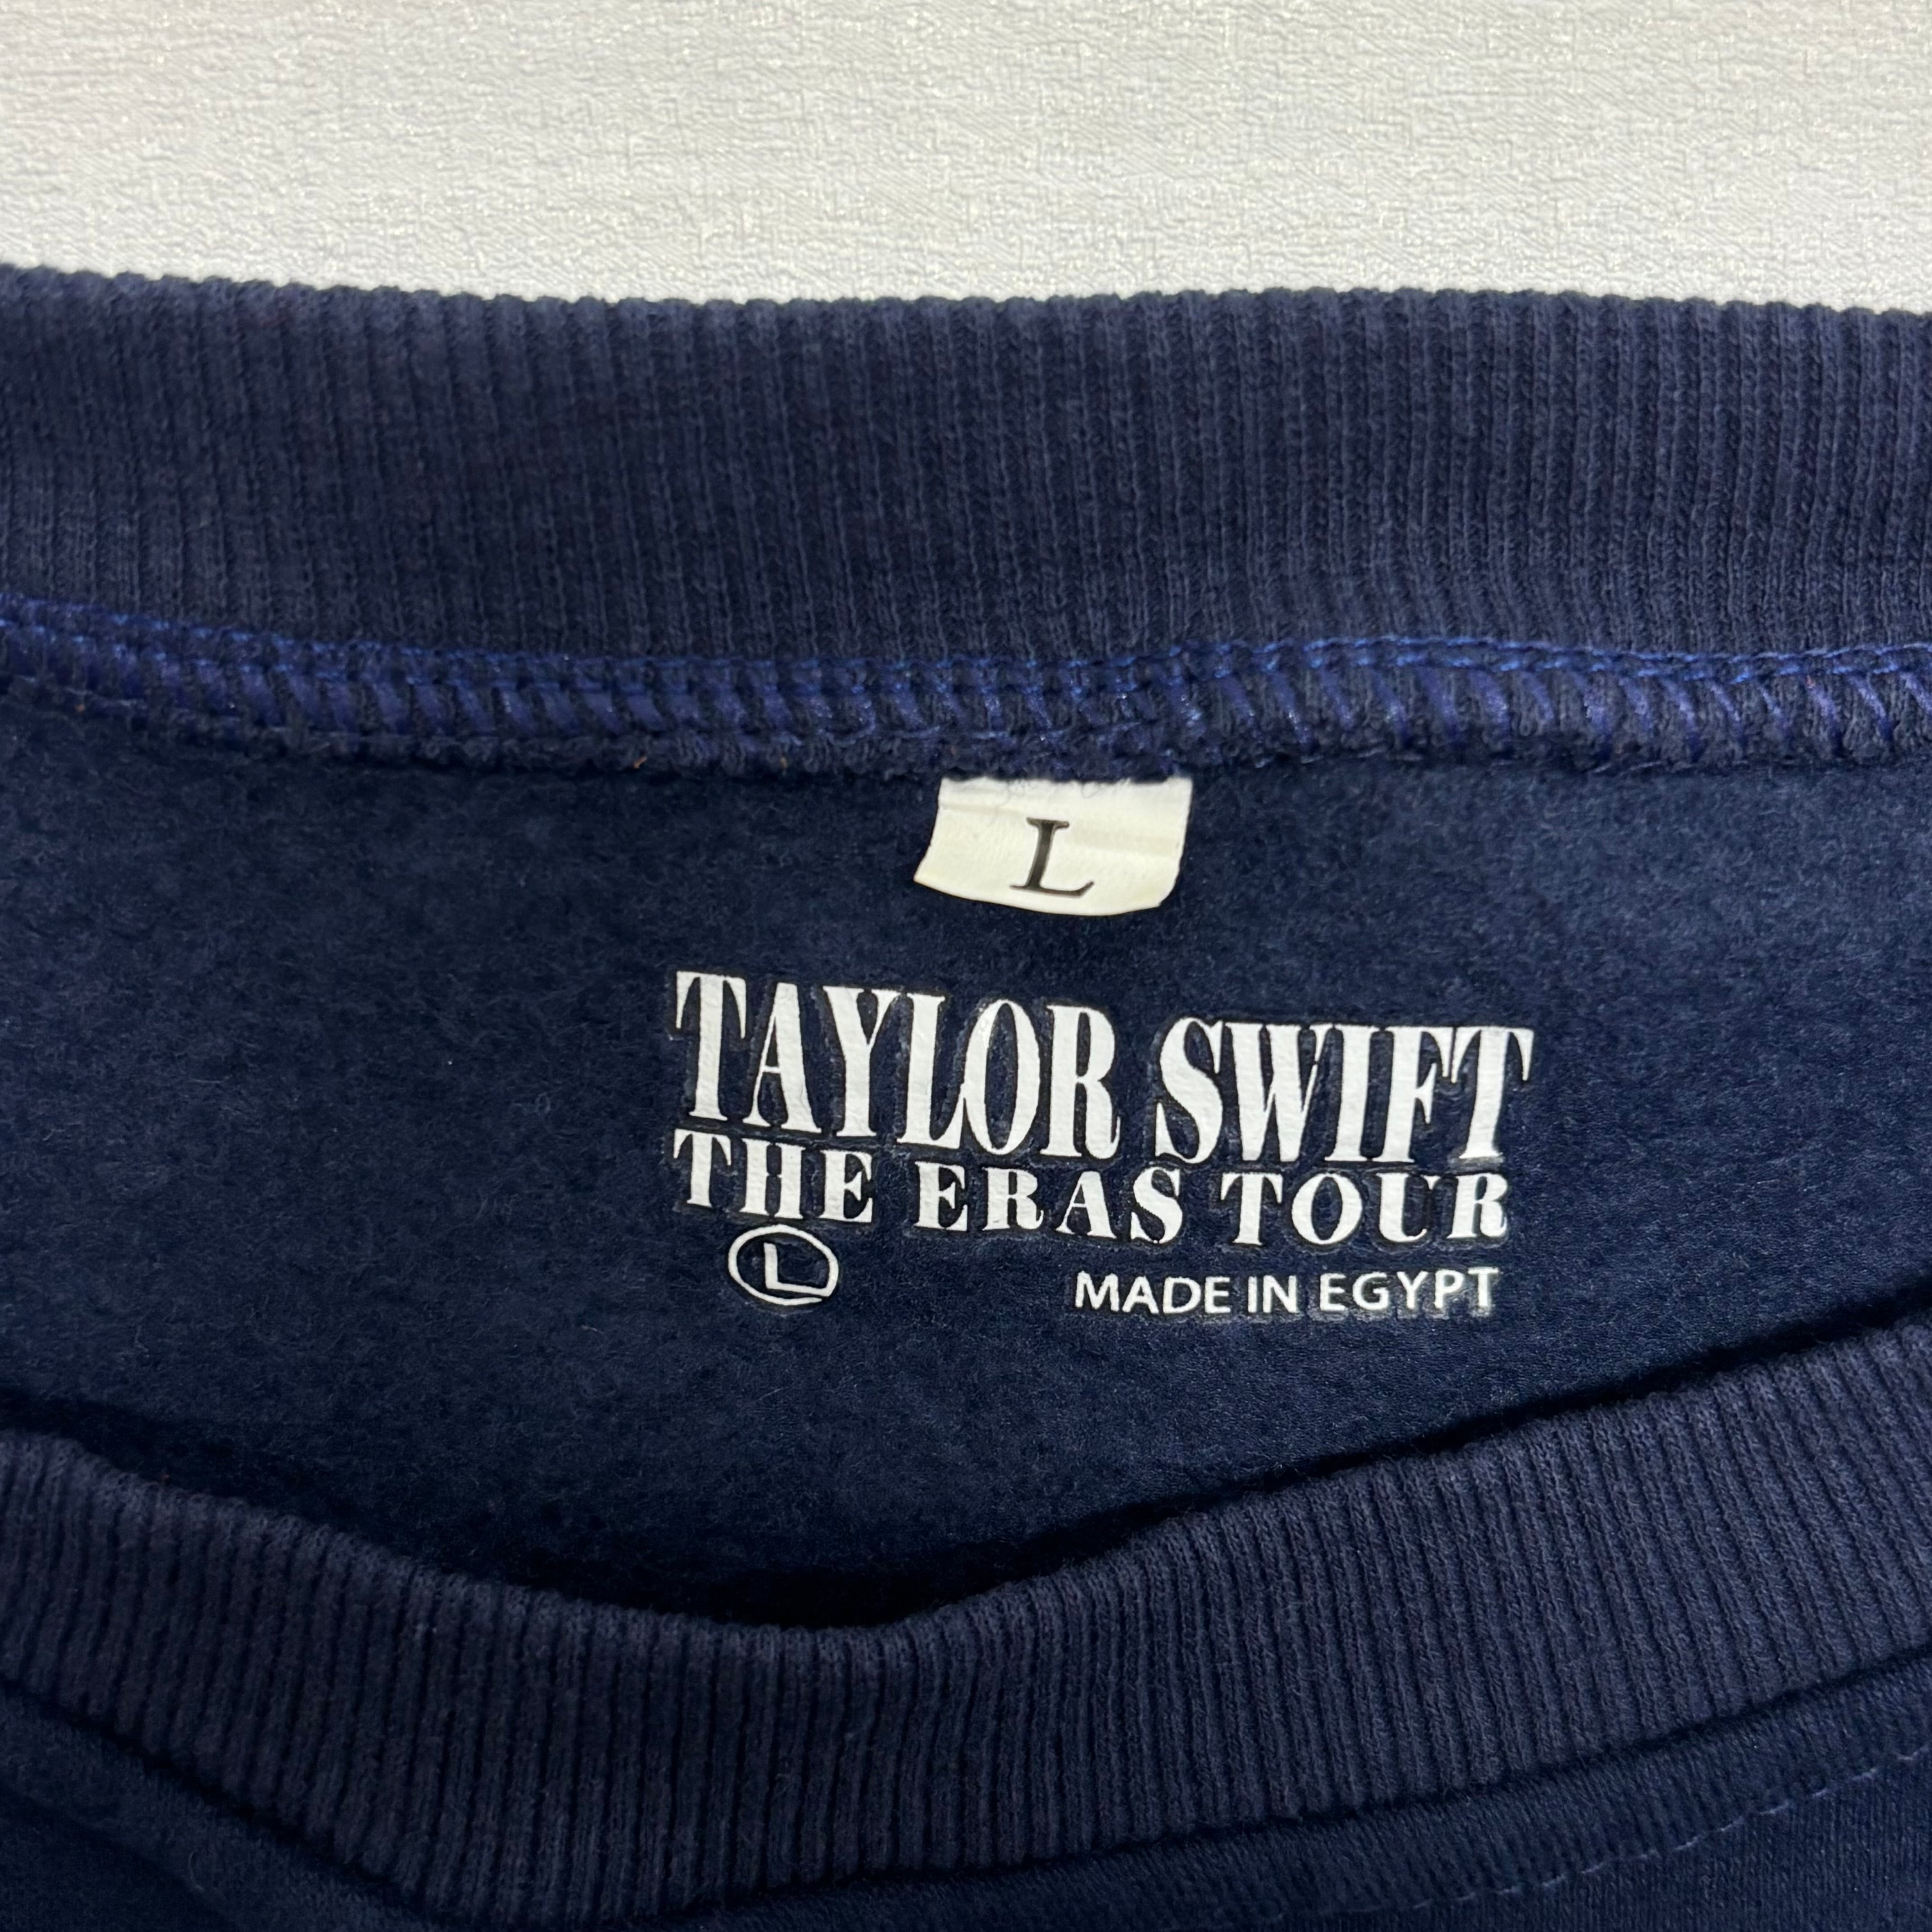 L
TAYLOR SWIFT
THE ERAS TOUR
L MADE IN EGYPT